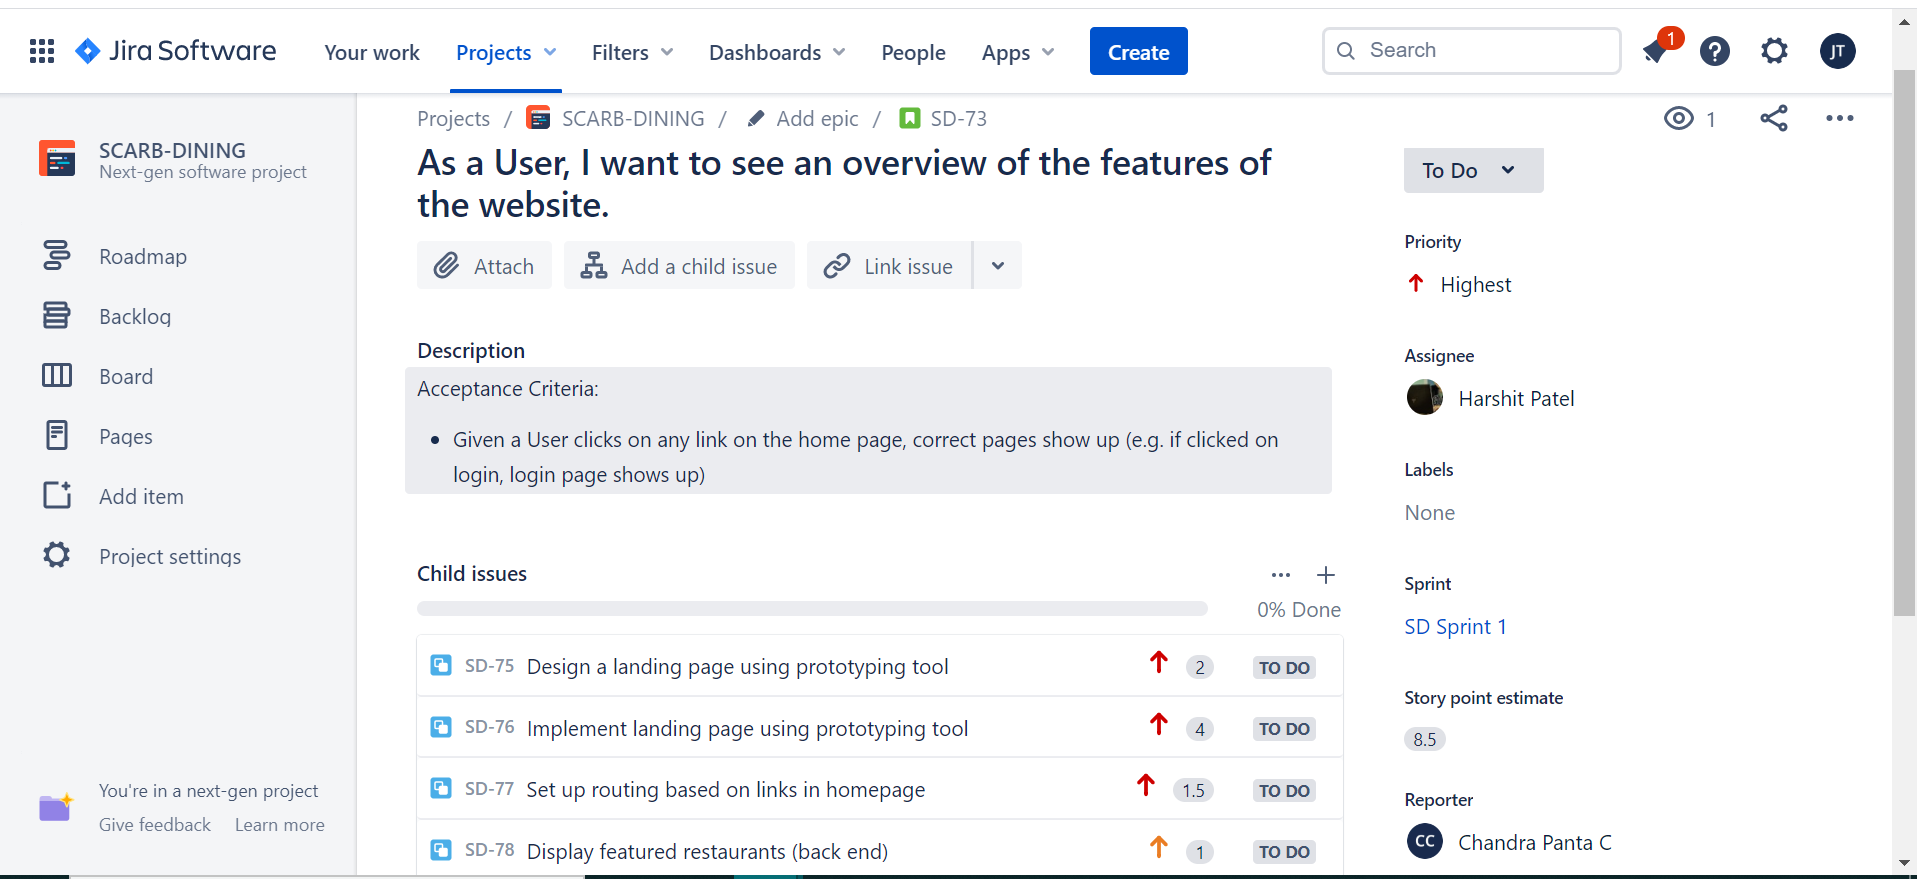 Jira Software
Your work
Projects
Filters
Dashboards
People
Apps
Create
Search
1
JT
SCARB-DINING
Next-gen software project
Roadmap
Backlog
Board
Pages
Add item
Project settings
You're in a next-gen project
Give feedback
Learn more
Projects / SCARB-DINING / Add epic / SD-73
1
As a User, I want to see an overview of the features of
the website.
Attach
Add a child issue
Link issue
Description
Acceptance Criteria:
Given a User clicks on any link on the home page, correct pages show up (e.g. if clicked on
login, login page shows up)
Child issues
0% Done
SD-75 Design a landing page using prototyping tool 2 TO DO
SD-76 Implement landing page using prototyping tool 4 TO DO
SD-77 Set up routing based on links in homepage 1.5 TO DO
SD-78 Display featured restaurants (back end) 1 TO DO
To Do
Priority
Highest
Assignee
Harshit Patel
Labels
None
Sprint
SD Sprint 1
Story point estimate
8.5
Reporter
CC
Chandra Panta C